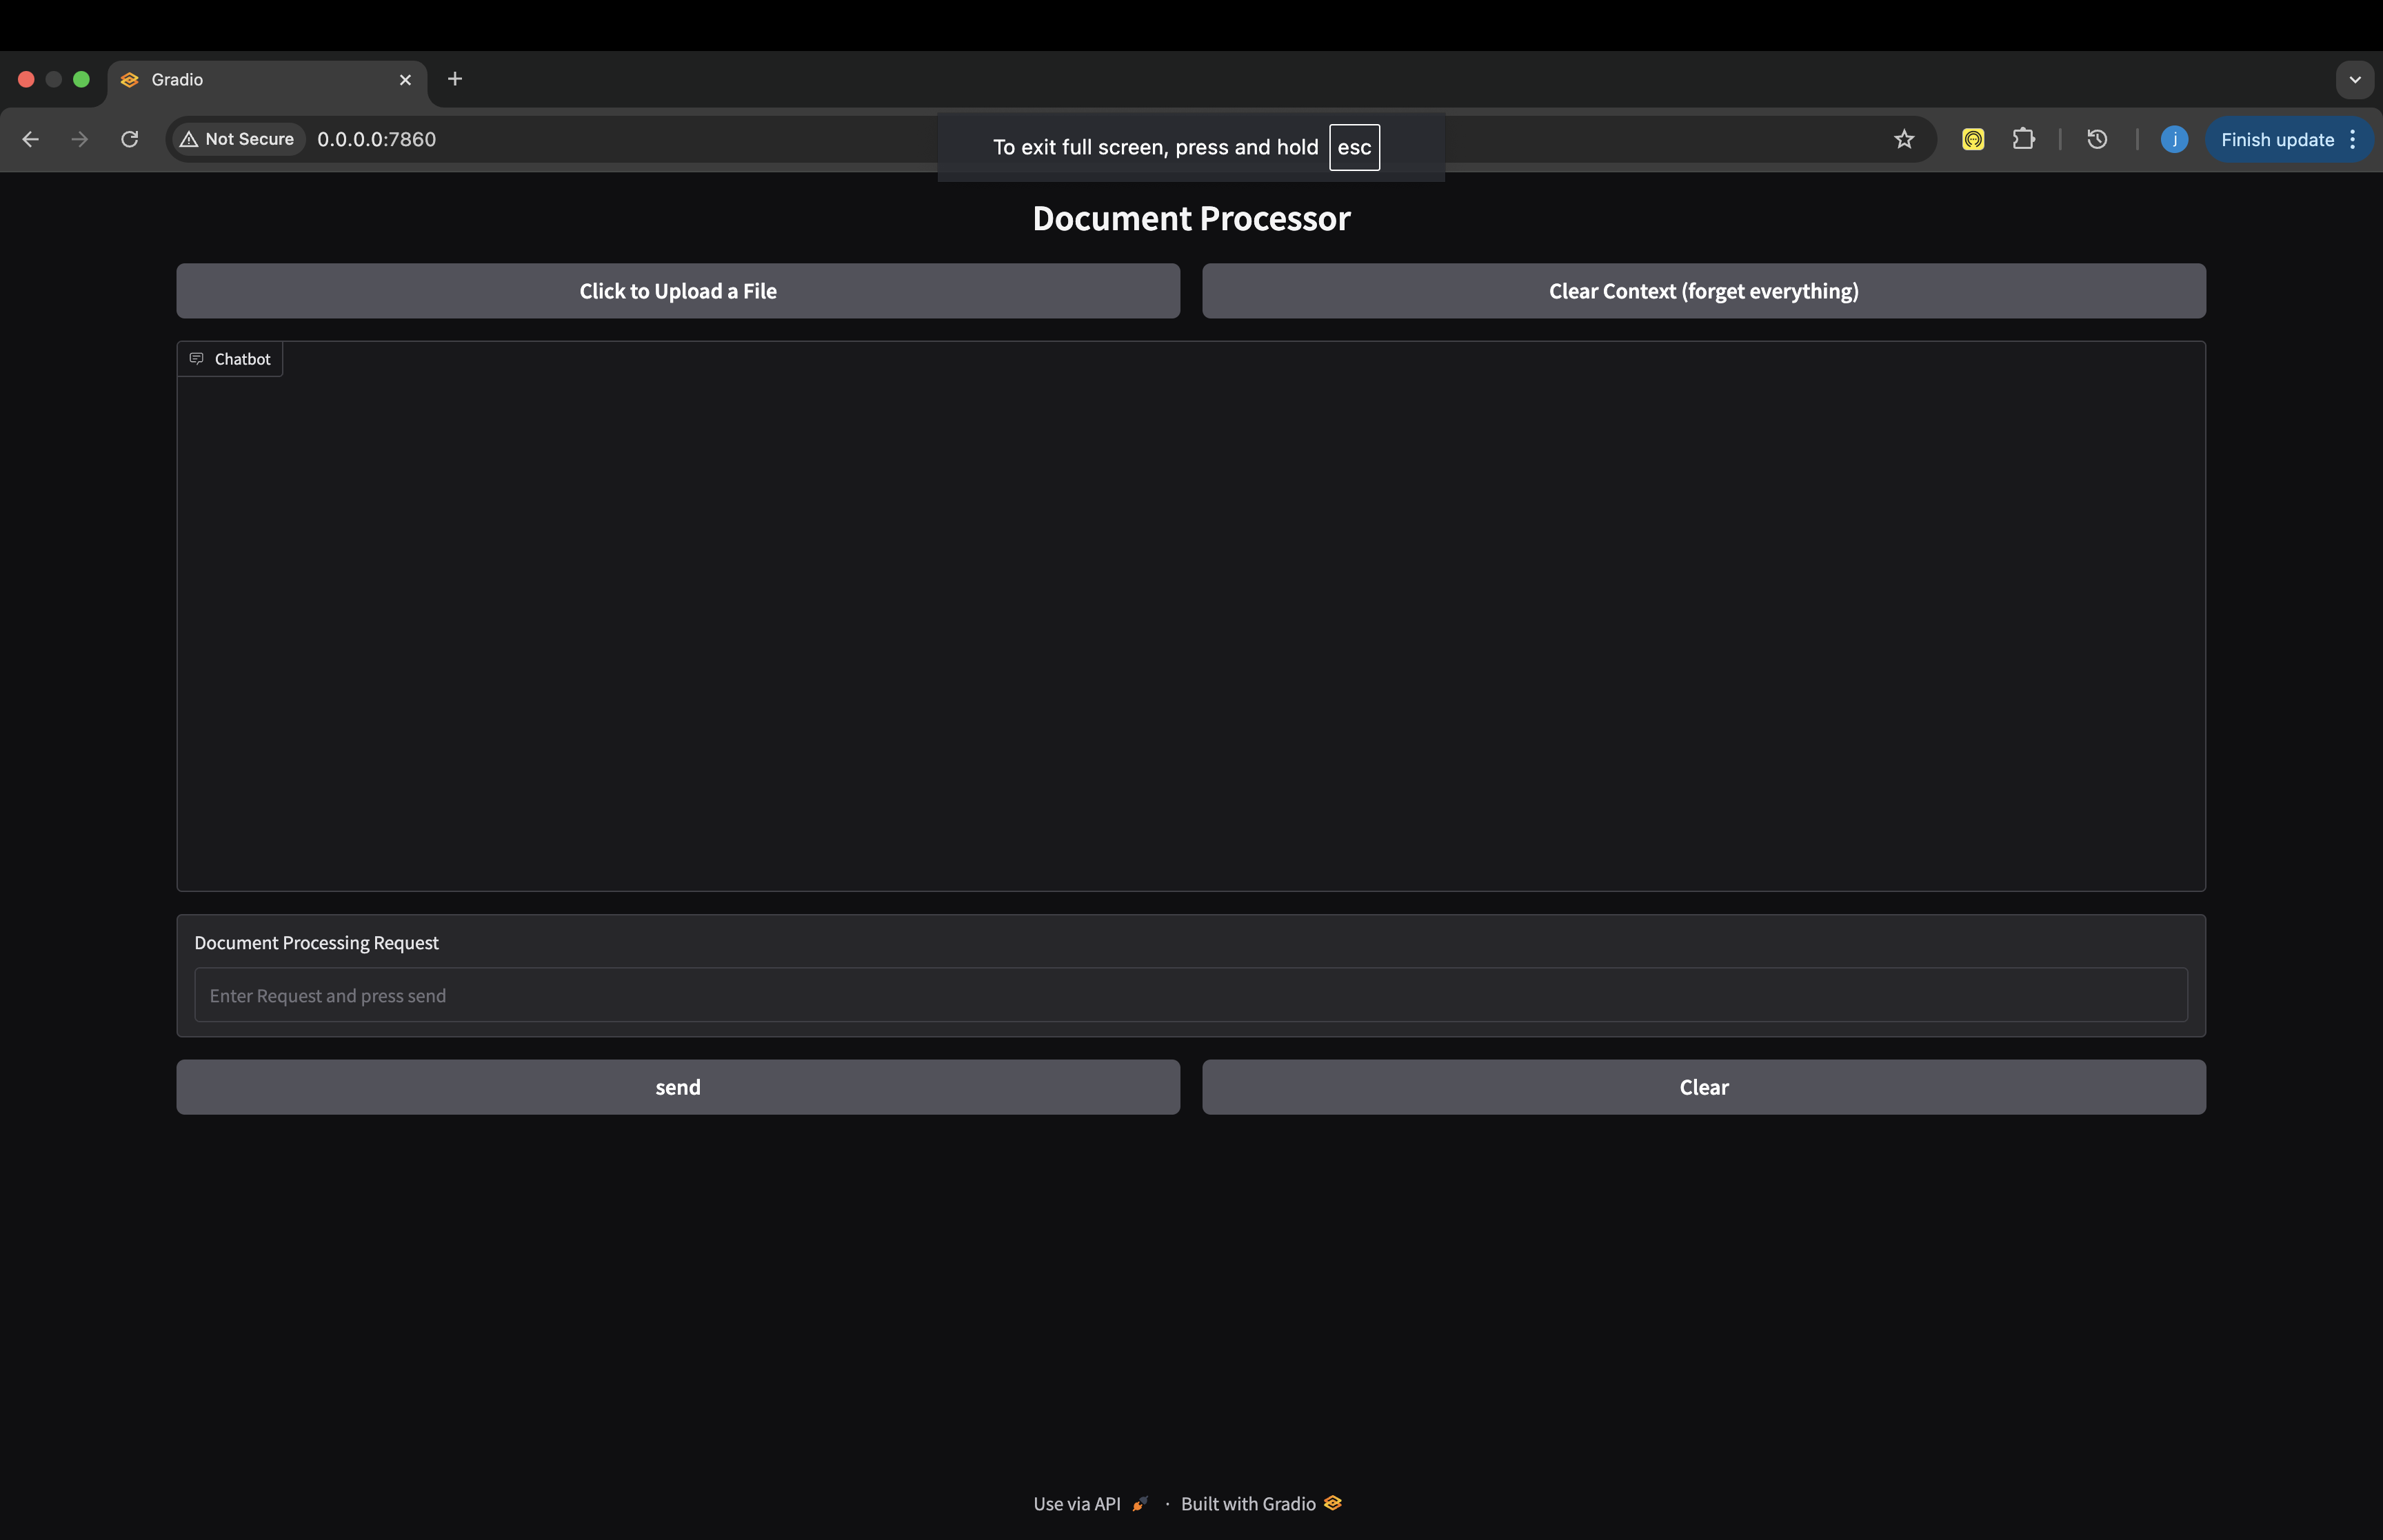 Gradio
Not Secure 0.0.0.0:7860
To exit full screen, press and hold esc
j
Finish update
Document Processor
Click to Upload a File
Clear Context (forget everything)
Chatbot
Document Processing Request
Enter Request and press send
send
Clear
Use via API · Built with Gradio